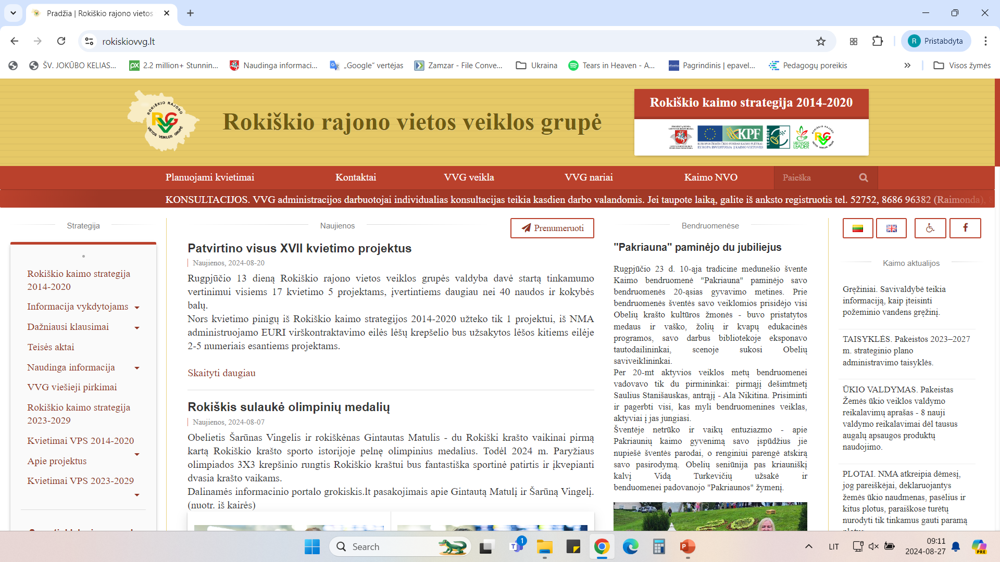 Pradžia | Rokiškio rajono vietos
rokiskiovvg.lt
Pristabdyta
ŠV. JOKŪBO KELIAS...
2.2 million+ Stunnin...
Naudinga informaci...
„Google“ vertėjas
Zamzar - File Conve...
Ukraina
Tears in Heaven - A...
Pagrindinis | epavel...
Pedagogų poreikis
Visos žymės
Rokiškio rajono vietos veiklos grupė
Rokiškio kaimo strategija 2014-2020
KPF
LEADER
EUROPOS ŽEMĖS ŪKIO FONDAS KAIMO PLĖTRAI
EUROPA INVESTUOJA Į KAIMO VIETOVES
LIETUVOS
LEADER
ROKIŠKIO RAJONO
VIETOS VEIKLOS GRUPĖ
Planuojami kvietimai
Kontaktai
VVG veikla
VVG nariai
Kaimo NVO
Paieška
KONSULTACIJOS. VVG administracijos darbuotojai individualias konsultacijas teikia kasdien darbo valandomis. Jei taupote laiką, galite iš anksto registruotis tel. 52752, 8686 96382 (Raimonda),
Strategija
Rokiškio kaimo strategija
2014-2020
Informacija vykdytojams
Dažniausi klausimai
Teisės aktai
Naudinga informacija
VVG viešieji pirkimai
Rokiškio kaimo strategija
2023-2029
Kvietimai VPS 2014-2020
Apie projektus
Kvietimai VPS 2023-2029
Naujienos
Prenumeruoti
Patvirtino visus XVII kvietimo projektus
Naujienos, 2024-08-20
Rugpjūčio 13 dieną Rokiškio rajono vietos veiklos grupės valdyba davė startą tinkamumo
vertinimui visiems 17 kvietimo 5 projektams, įvertintiems daugiau nei 40 naudos ir kokybės
balų.
Nors kvietimo pinigų iš Rokiškio kaimo strategijos 2014-2020 užteko tik 1 projektui, iš NMA
administruojamo EURI virškontraktavimo eilės lėšų krepšelio bus užsakytos lėšos kitiems eilėje
2-5 numeriais esantiems projektams.
Skaityti daugiau
Rokiškis sulaukė olimpinių medalių
Naujienos, 2024-08-07
Obelietis Šarūnas Vingelis ir rokiškėnas Gintautas Matulis - du Rokiški krašto vaikinai pirmą
kartą Rokiškio krašto sporto istorijoje pelnę olimpinius medalius. Todėl 2024 m. Paryžiaus
olimpiados 3X3 krepšinio rungtis Rokiškio kraštui bus fantastiška sportinė patirtis ir įkvepianti
dvasia krašto vaikams.
Dalinamės informacinio portalo grokiskis.lt pasakojimais apie Gintautą Matulį ir Šarūną Vingelį.
(nuotr. iš kairės)
Bendruomenėse
"Pakriauna" paminėjo du jubiliejus
Rugpjūčio 23 d. 10-ąja tradicine medunešio švente
Kaimo bendruomenė "Pakriauna" paminėjo savo
bendruomenės 20-ąsias gyvavimo metines. Prie
bendruomenės šventės savo veiklomis prisidėjo visi
Obelių krašto kultūros žmonės - buvo pristatytos
medaus ir vaško, žolių ir kvapų edukacinės
programos, savo darbus bibliotekoje eksponavo
tautodailininkai, scenoje sukosi Obelių
saviveiklininkai.
Per 20-mt aktyvios veiklos metų bendruomenei
vadovavo tik du pirmininkai: pirmąjį dešimtmetį
Saulius Stanišauskas, antrąjį - Ala Nikitina. Prisiminti
ir pagerbti visi, kas myli bendruomenines veiklas,
aktyviai į jas jungiasi.
Šventėje netrūko ir vaikų entuziazmo - apie
Pakriaunių kaimo gyvenimą savo įspūdžius jie
nupiešė šventės parodai, o renginiui parengė atskirą
savo pasirodymą. Obelių seniūnija pas kriauniškį
kalvį Vidą Turkevičių užsakė ir
benduomenei padovanojo "Pakriaunos" žymenį.
Kaimo aktualijos
Gręžiniai. Savivaldybė teikia
informaciją, kaip įteisinti
požeminio vandens gręžinį.
TAISYKLĖS. Pakeistos 2023–2027
m. strateginio plano
administravimo taisyklės.
ŪKIO VALDYMAS. Pakeistas
Žemės ūkio veiklos valdymo
reikalavimų aprašas - 8 nauji
valdymo reikalavimai dėl tausus
augalų apsaugos produktų
naudojimo.
PLOTAI. NMA atkreipia dėmesį,
jog pareiškėjai, deklaruojantys
žemės ūkio naudmenas, pasėlius ir
kitus plotus, paraiškose turėtų
nurodyti tik tinkamus gauti paramą
plotus.
Search
1
LIT
09:11
2024-08-27
PRE